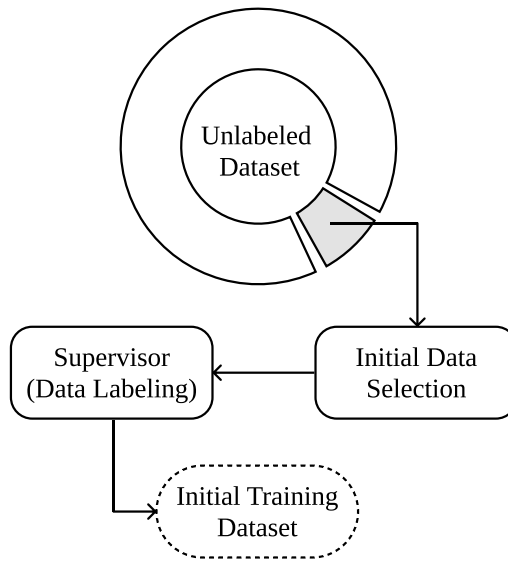 Unlabeled
Dataset
Initial Data
Selection
Supervisor
(Data Labeling)
Initial Training
Dataset